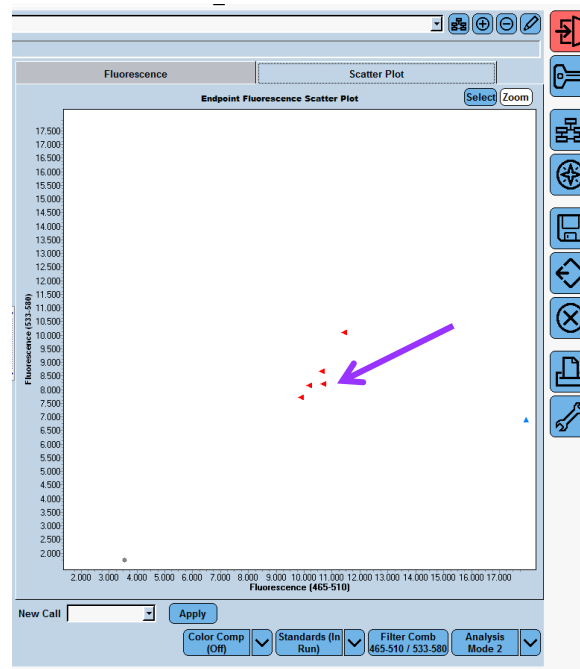 Fluorescence Scatter Plot
Endpoint Fluorescence Scatter Plot
Select Zoom
17.500
17.000
16.500
15.500
14.500
13.500
13.000
12.500
12.000
11.500
11.000
10.500
10.000
9.500
9.000
8.500
8.000
7.500
7.000
6.500
6.000
5.500
5.000
4.500
4.000
3.500
3.000
2.500
2.000
Fluorescence (533-580)
2.000 3.000 4.000 5.000 6.000 7.000 8.000 9.000 10.000 11.000 12.000 13.000 14.000 15.000 16.000 17.000
Fluorescence (465-510)
New Call
Apply
Color Comp
(Off)
Standards (In
Run)
Filter Comb
465-510 / 533-580
Analysis
Mode 2